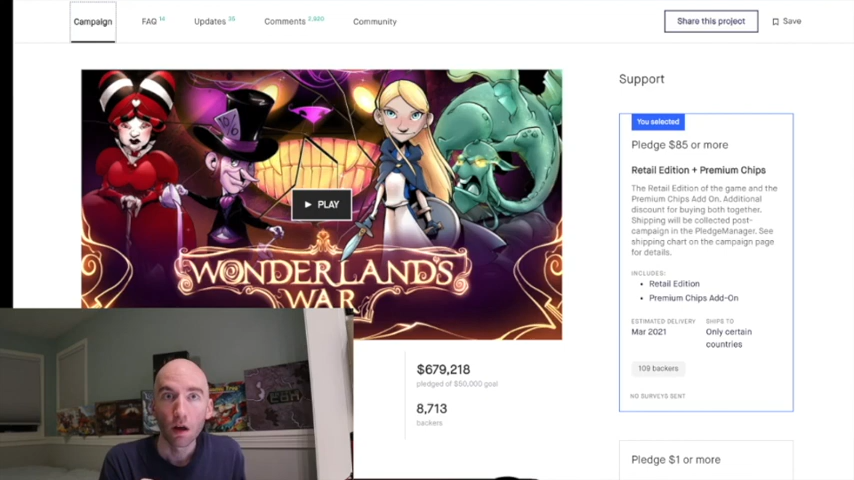 Campaign
FAQ 14
Updates 35
Comments 2,680
Community
Share this project
Save
PLAY
WONDERLAND'S
WAR
$679,218
pledged of $50,000 goal
8,713
backers
Support
You selected
Pledge $85 or more
Retail Edition + Premium Chips
The Retail Edition of the game and the
Premium Chips Add On. Additional
discount for buying both together.
Shipping will be collected post-
campaign in the PledgeManager. See
shipping chart on the campaign page
for details.
INCLUDES:
• Retail Edition
• Premium Chips Add-On
ESTIMATED DELIVERY
Mar 2021
SHIPS TO
Only certain
countries
109 backers
NO SURVEYS SENT
Pledge $1 or more